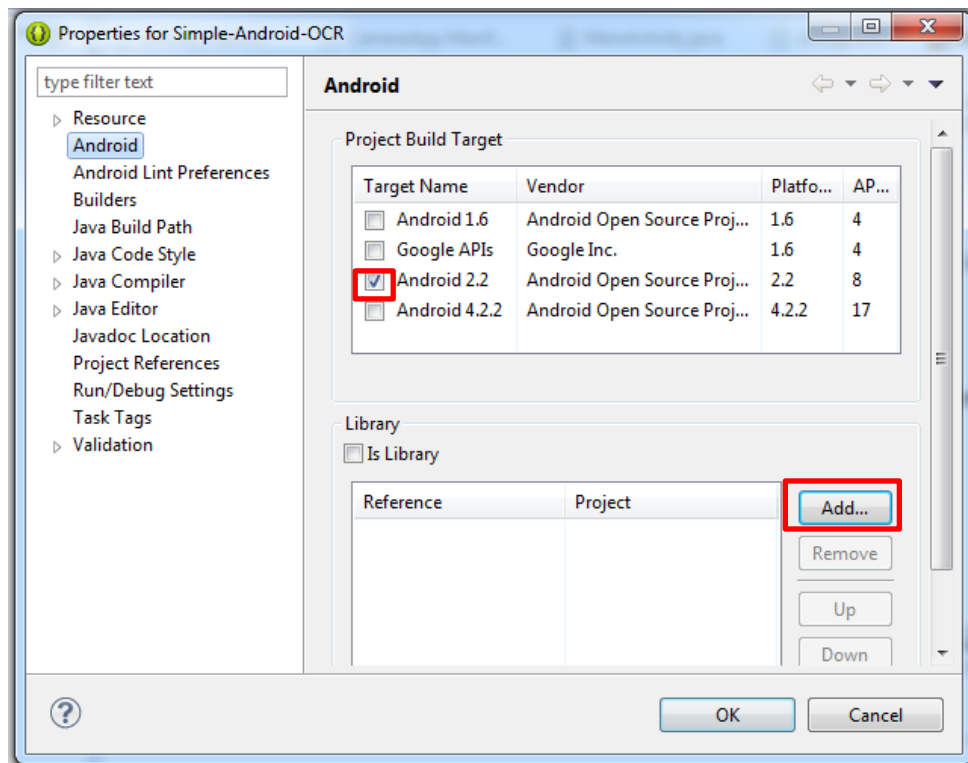 Properties for Simple-Android-OCR
type filter text
Resource
Android
Android Lint Preferences
Builders
Java Build Path
Java Code Style
Java Compiler
Java Editor
Javadoc Location
Project References
Run/Debug Settings
Task Tags
Validation
Android
Project Build Target
Target Name Vendor Platfo... AP...
Android 1.6 Android Open Source Proj... 1.6 4
Google APIs Google Inc. 1.6 4
Android 2.2 Android Open Source Proj... 2.2 8
Android 4.2.2 Android Open Source Proj... 4.2.2 17
Library
Is Library
Reference Project
Add...
Remove
Up
Down
?
OK Cancel